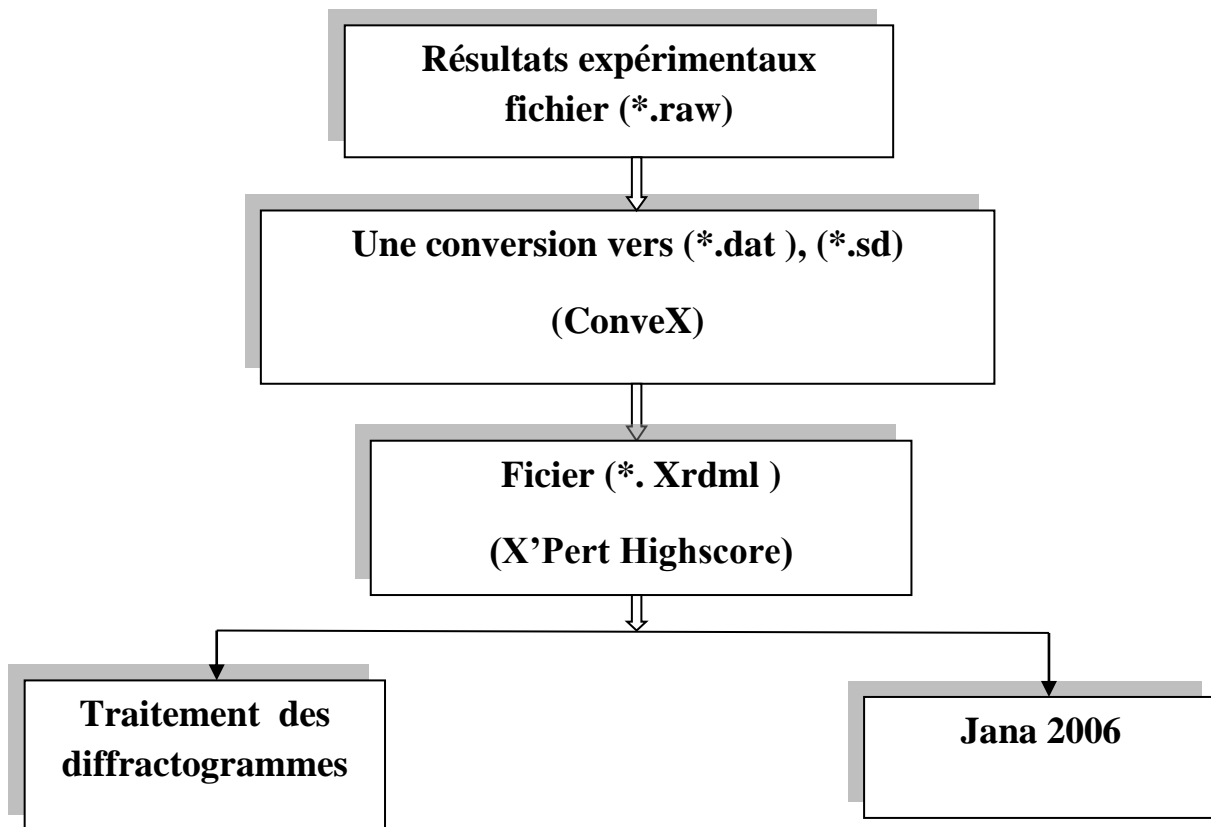 Résultats expérimentaux
fichier (*.raw)
Une conversion vers (*.dat ), (*.sd)
(ConveX)
Ficier (*. Xrdml )
(X’Pert Highscore)
Traitement des
diffractogrammes
Jana 2006